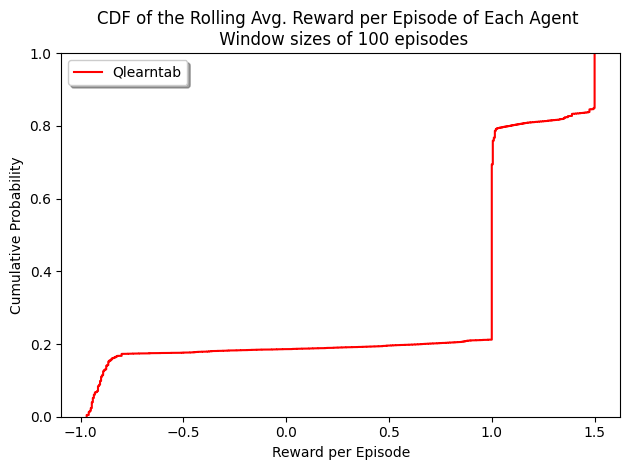 CDF of the Rolling Avg. Reward per Episode of Each Agent
Window sizes of 100 episodes
Qlearntab
1.0
0.8
0.6
0.4
0.2
0.0
Cumulative Probability
−1.0
−0.5
0.0
0.5
1.0
1.5
Reward per Episode